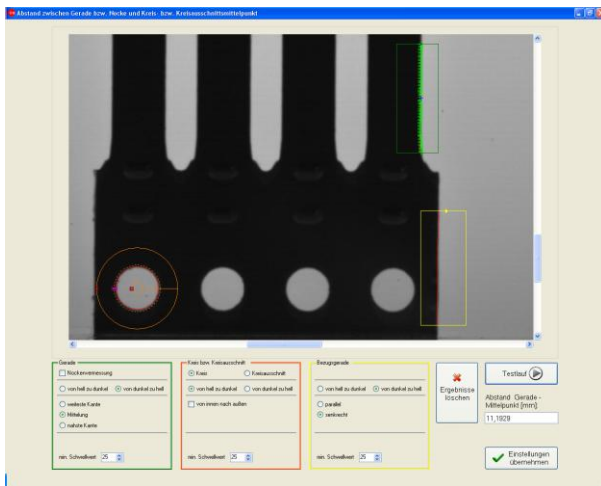 Abstand zwischen Gerade bzw. Nocke und Kreis- bzw. Kreisausschnittsmittelpunkt
Gerade
Nockenvermessung
von hell zu dunkel
von dunkel zu hell
weiteste Kante
Mittelung
nahste Kante
min. Schwellwert
25
Kreis bzw. Kreisausschnitt
Kreis
Kreisausschnitt
von hell zu dunkel
von dunkel zu hell
von innen nach außen
min. Schwellwert
25
Bezugsgerade
von hell zu dunkel
von dunkel zu hell
parallel
senkrecht
min. Schwellwert
25
Ergebnisse
löschen
Testlauf
Abstand Gerade -
Mittelpunkt [mm]:
11,1929
Einstellungen
übernehmen